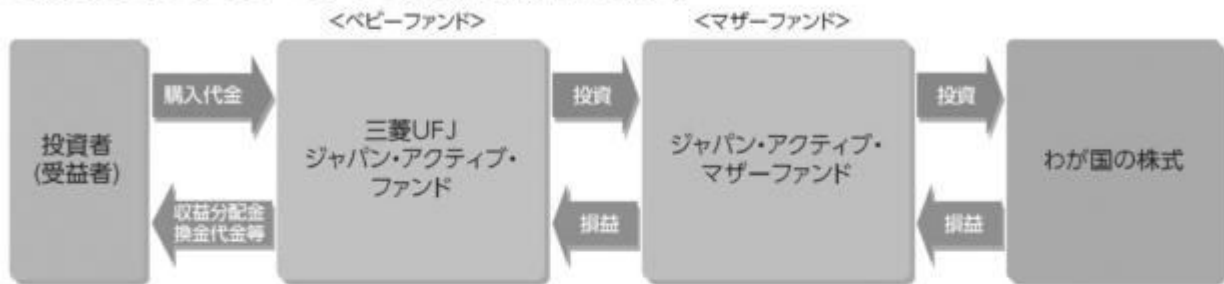 <ベビーファンド>
<マザーファンド>
購入代金
投資
投資
投資者
(受益者)
三菱UFJ
ジャパン・アクティブ・
ファンド
ジャパン・アクティブ・
マザーファンド
わが国の株式
収益分配金
換金代金等
損益
損益